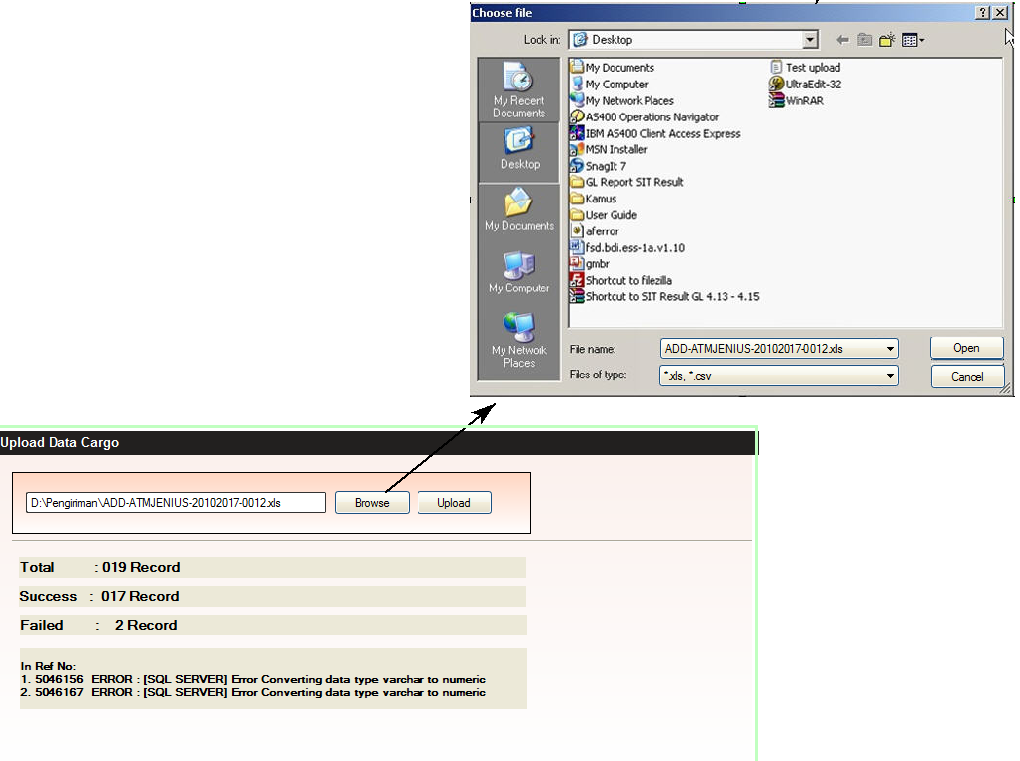 Choose file
Look in:
Desktop
My Recent
Documents
Desktop
My Documents
My Computer
My Network
Places
My Documents
My Computer
My Network Places
AS400 Operations Navigator
IBM AS400 Client Access Express
MSN Installer
SnagIt 7
GL Report SIT Result
Kamus
User Guide
aferror
fsd.bdi.ess-1a.v1.10
gmbr
Shortcut to filezilla
Shortcut to SIT Result GL 4.13 - 4.15
Test upload
UltraEdit-32
WinRAR
File name:
ADD-ATMJENIUS-20102017-0012.xls
Open
Files of type:
*.xls, *.csv
Cancel
Upload Data Cargo
D:\Pengiriman\ADD-ATMJENIUS-20102017-0012.xls
Browse
Upload
Total : 019 Record
Success : 017 Record
Failed : 2 Record
In Ref No:
1. 5046156 ERROR : [SQL SERVER] Error Converting data type varchar to numeric
2. 5046167 ERROR : [SQL SERVER] Error Converting data type varchar to numeric